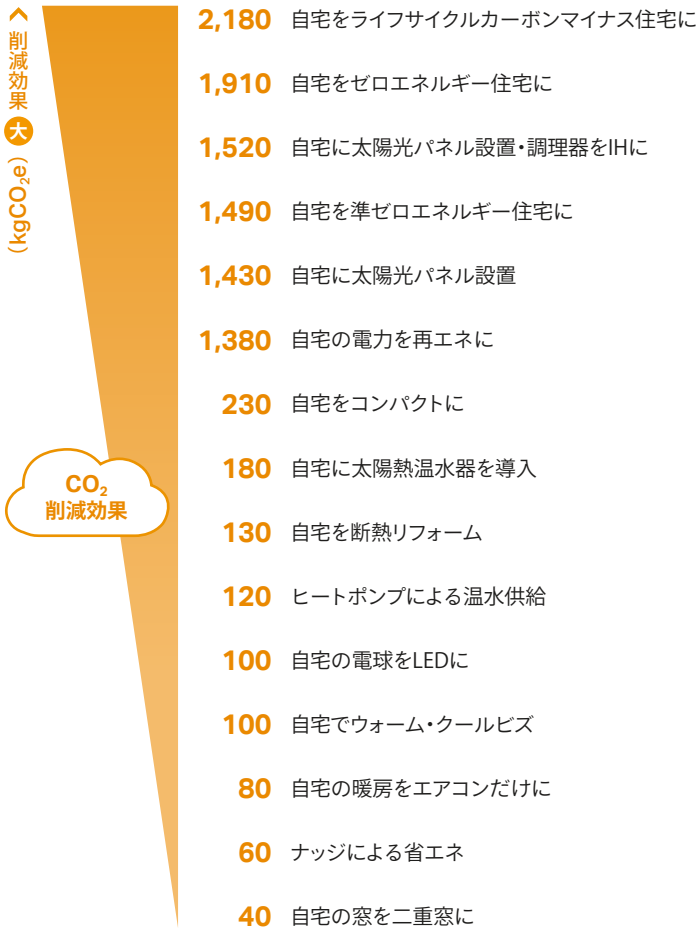 削減効果 大 (kgCO₂e)
2,180 自宅をライフサイクルカーボンマイナス住宅に
1,910 自宅をゼロエネルギー住宅に
1,520 自宅に太陽光パネル設置・調理器をIHに
1,490 自宅を準ゼロエネルギー住宅に
1,430 自宅に太陽光パネル設置
1,380 自宅の電力を再エネに
230 自宅をコンパクトに
180 自宅に太陽熱温水器を導入
CO₂
削減効果
130 自宅を断熱リフォーム
120 ヒートポンプによる温水供給
100 自宅の電球をLEDに
100 自宅でウォーム・クールビズ
80 自宅の暖房をエアコンだけに
60 ナッジによる省エネ
40 自宅の窓を二重窓に